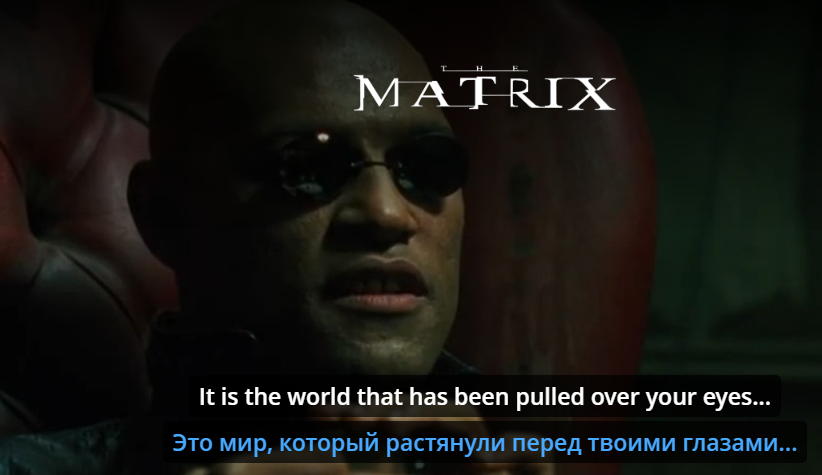 THE
MATRIX
It is the world that has been pulled over your eyes...
Это мир, который растянули перед твоими глазами...